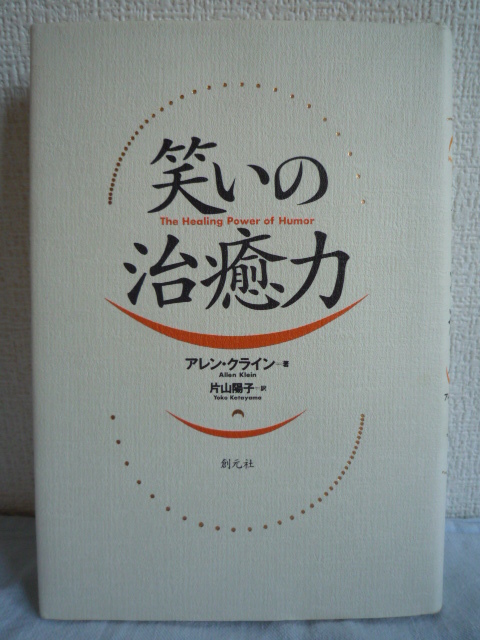 笑いの
The Healing Power of Humor
治癒力
アレン・クライン=著
Allen Klein
片山陽子=訳
Yoko Katayama
創元社